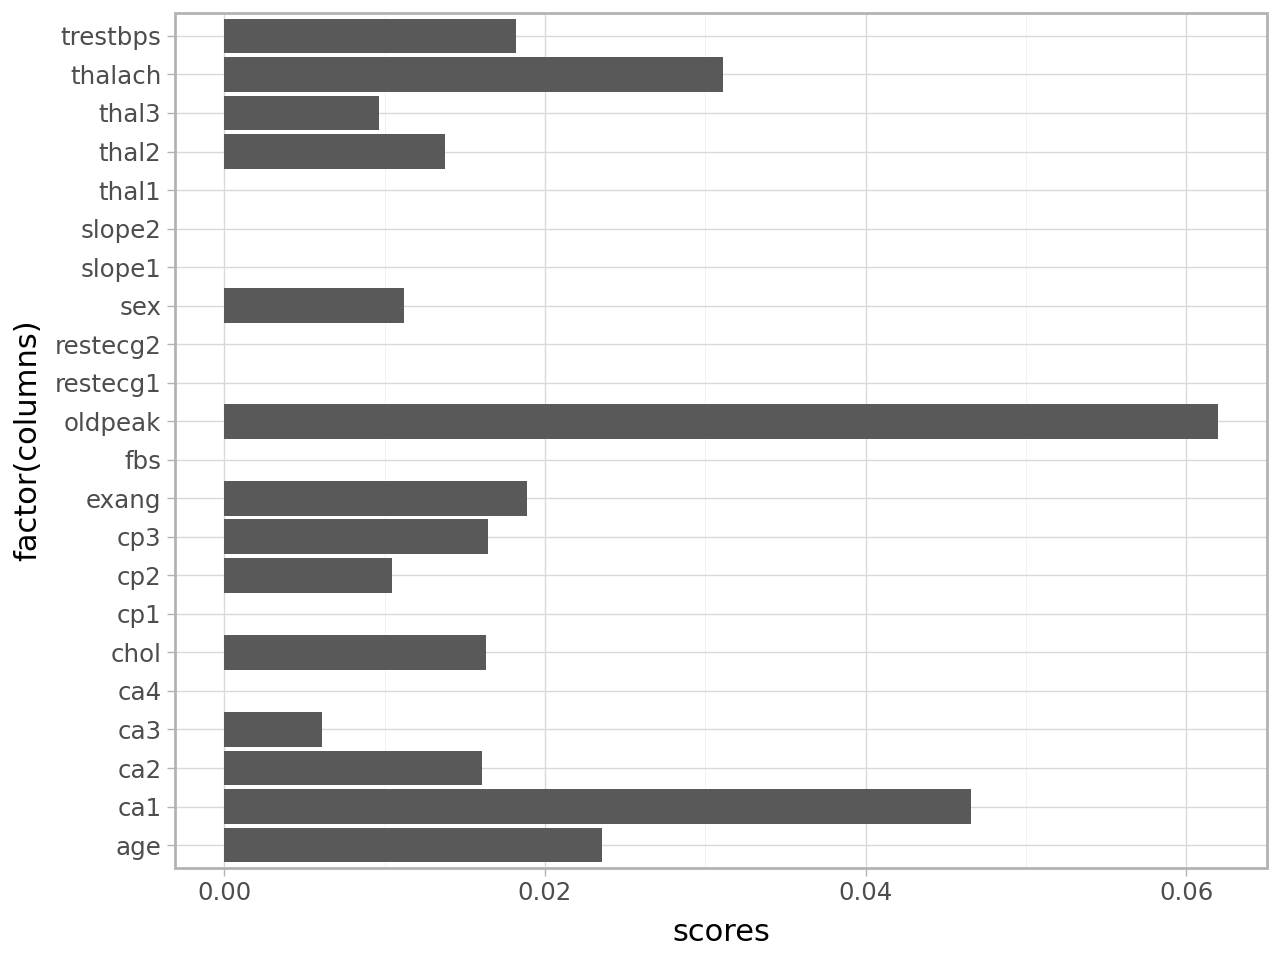 trestbps
thalach
thal3
thal2
thal1
slope2
slope1
sex
restecg2
restecg1
oldpeak
fbs
exang
cp3
cp2
cp1
chol
ca4
ca3
ca2
ca1
age
factor(columns)
0.00 0.02 0.04 0.06
scores